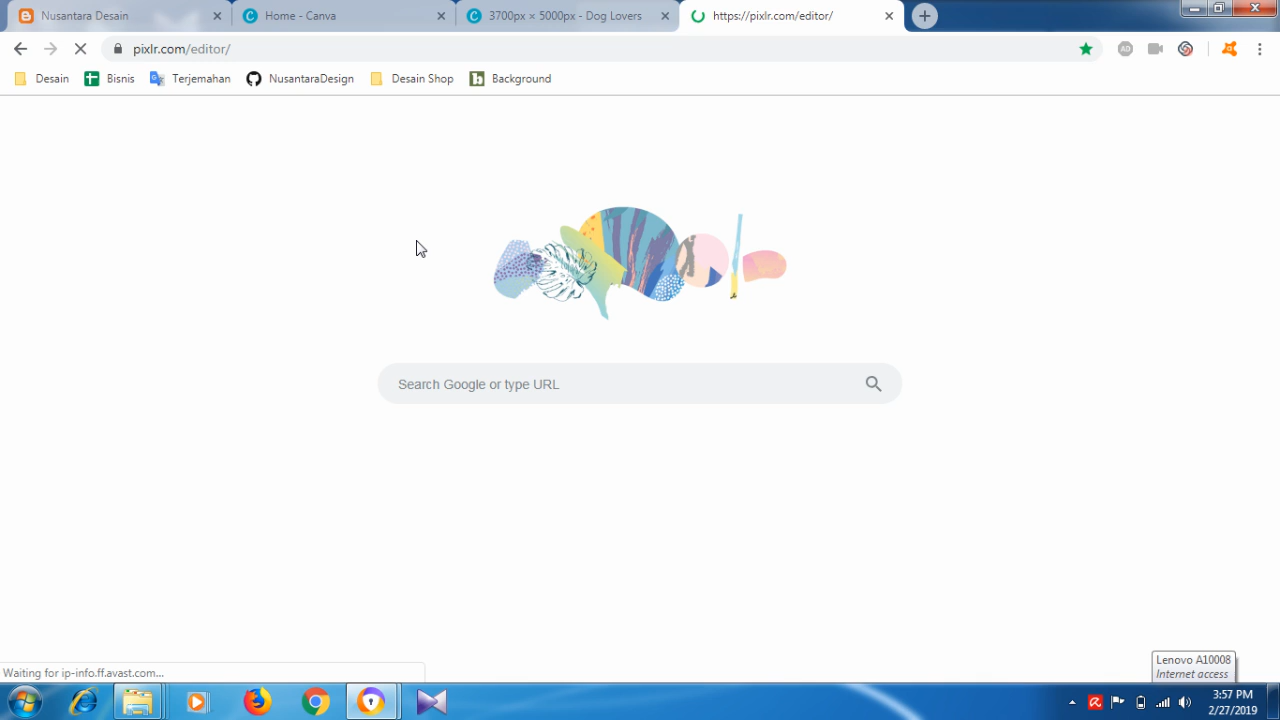 Nusantara Desain
Home - Canva
3700px × 5000px - Dog Lovers
https://pixlr.com/editor/
pixlr.com/editor/
AD
Desain
Bisnis
Terjemahan
NusantaraDesign
Desain Shop
Background
Search Google or type URL
Waiting for ip-info.ff.avast.com...
Lenovo A10008
Internet access
3:57 PM
2/27/2019